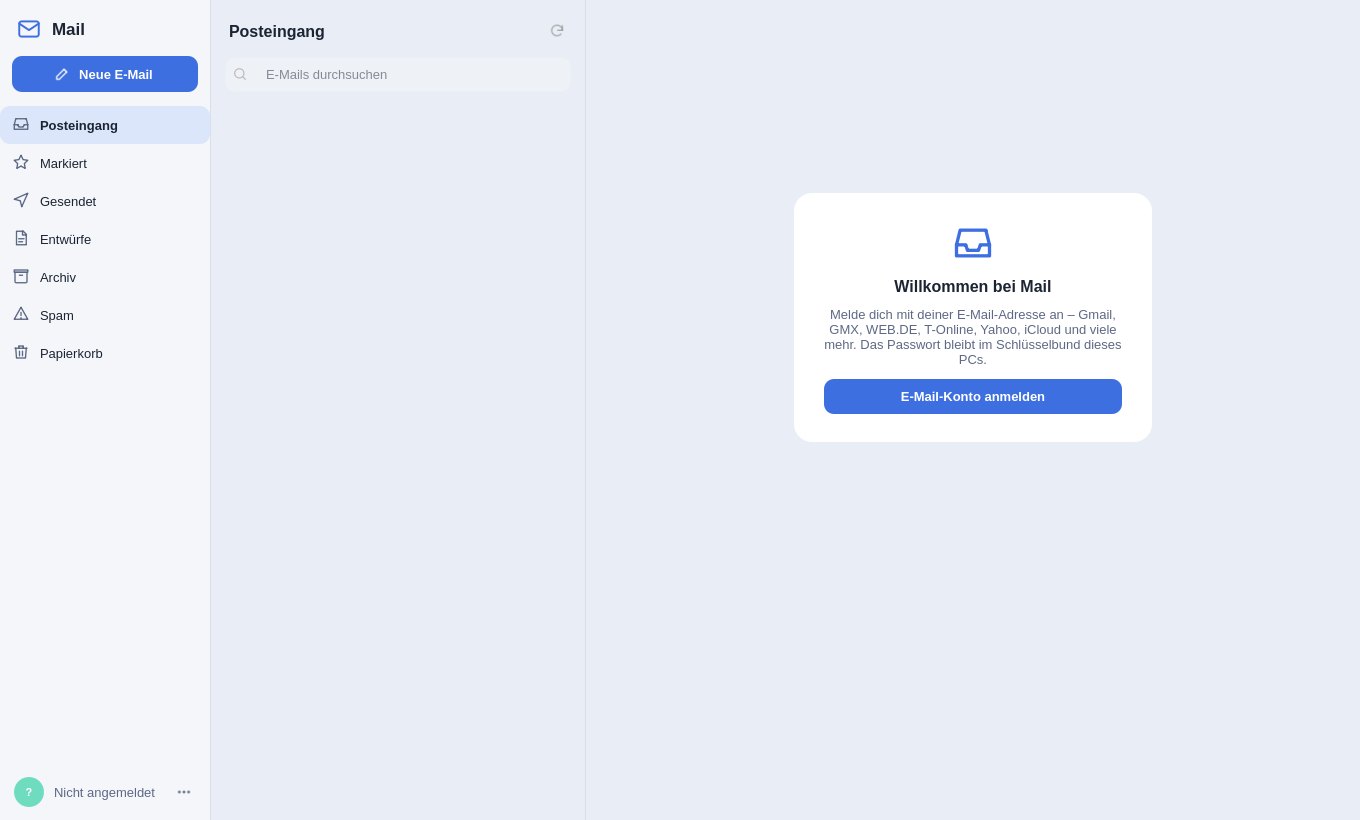 Mail
Neue E-Mail
Posteingang
Markiert
Gesendet
Entwürfe
Archiv
Spam
Papierkorb
?
Nicht angemeldet
Posteingang
E-Mails durchsuchen
Willkommen bei Mail
Melde dich mit deiner E-Mail-Adresse an – Gmail,
GMX, WEB.DE, T-Online, Yahoo, iCloud und viele
mehr. Das Passwort bleibt im Schlüsselbund dieses
PCs.
E-Mail-Konto anmelden